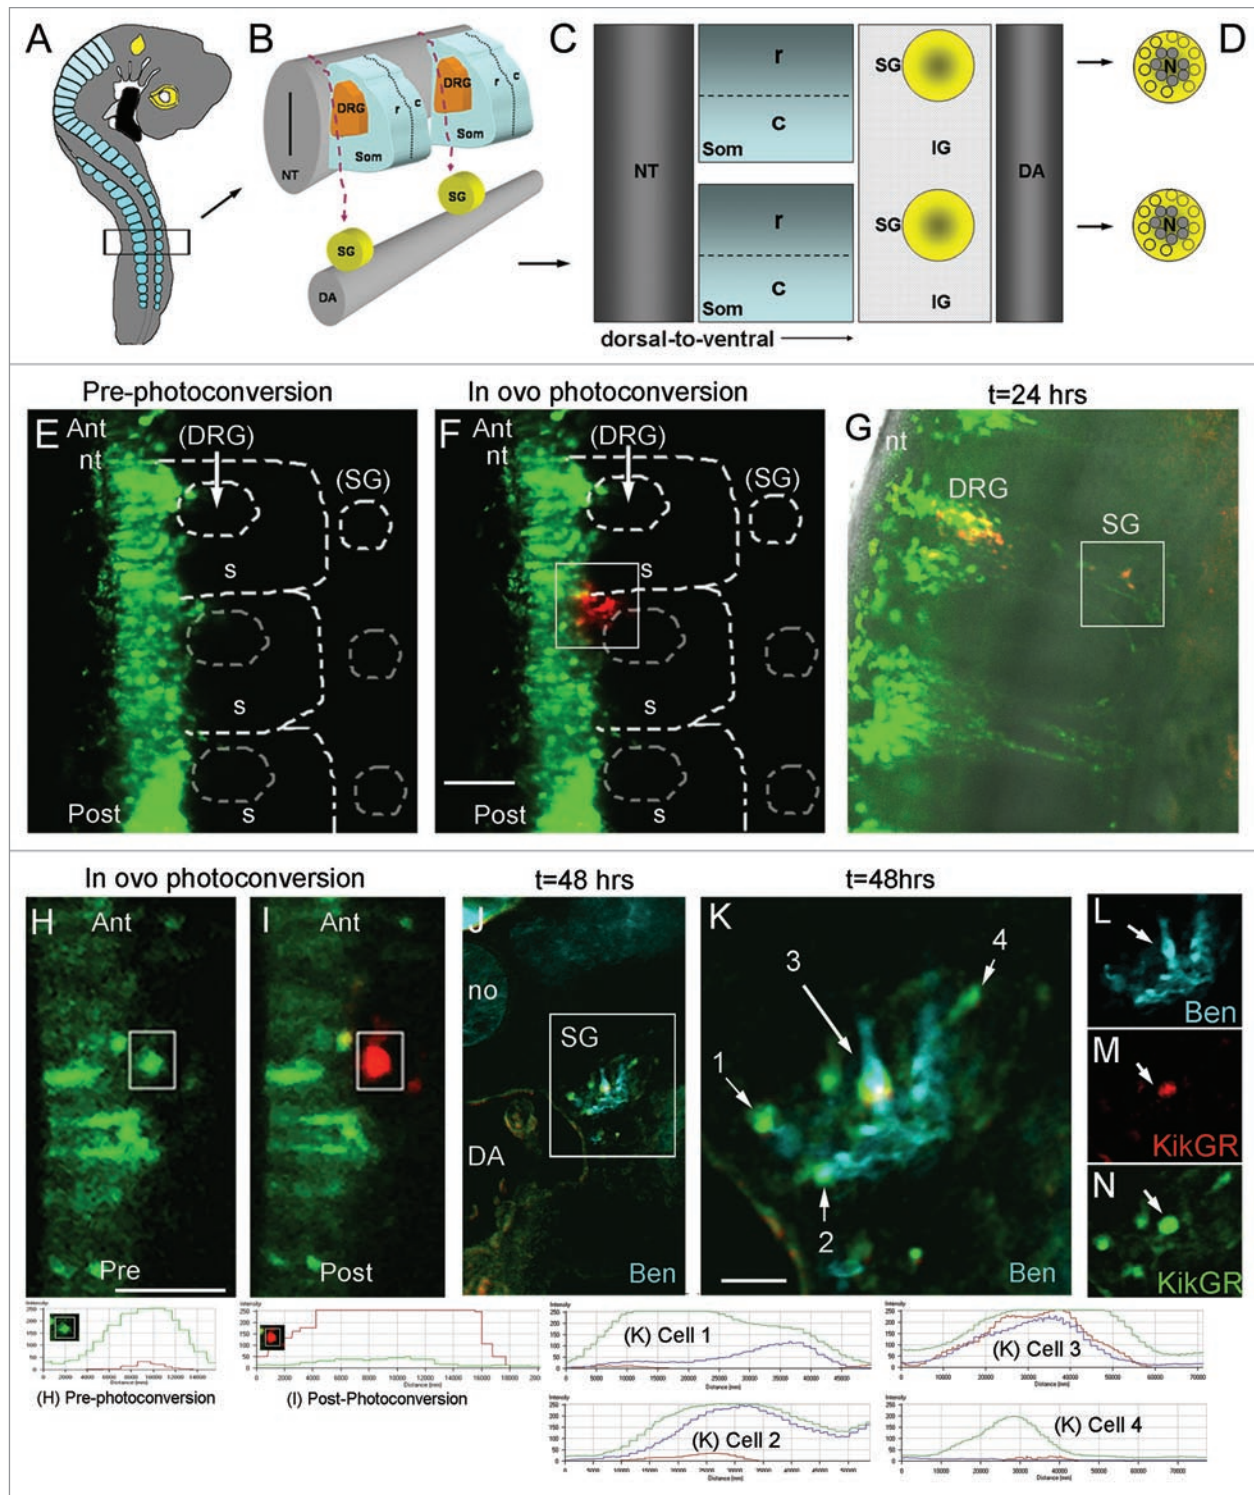 A
B
C
D
DRG
DRG
r
c
r
c
Som
Som
NT
SG
SG
DA
NT
r
c
Som
r
c
Som
SG
IG
SG
IG
DA
N
N
dorsal-to-ventral
Pre-photoconversion
In ovo photoconversion
t=24 hrs
E
Ant
nt
(DRG)
(SG)
s
s
s
Post
F
Ant
nt
(DRG)
(SG)
s
s
s
Post
G
nt
DRG
SG
In ovo photoconversion
t=48 hrs
t=48hrs
H
Ant
Pre
I
Ant
Post
J
no
SG
DA
Ben
K
1
2
3
4
Ben
L
Ben
M
KikGR
N
KikGR
(H) Pre-photoconversion
(I) Post-Photoconversion
(K) Cell 1
(K) Cell 2
(K) Cell 3
(K) Cell 4